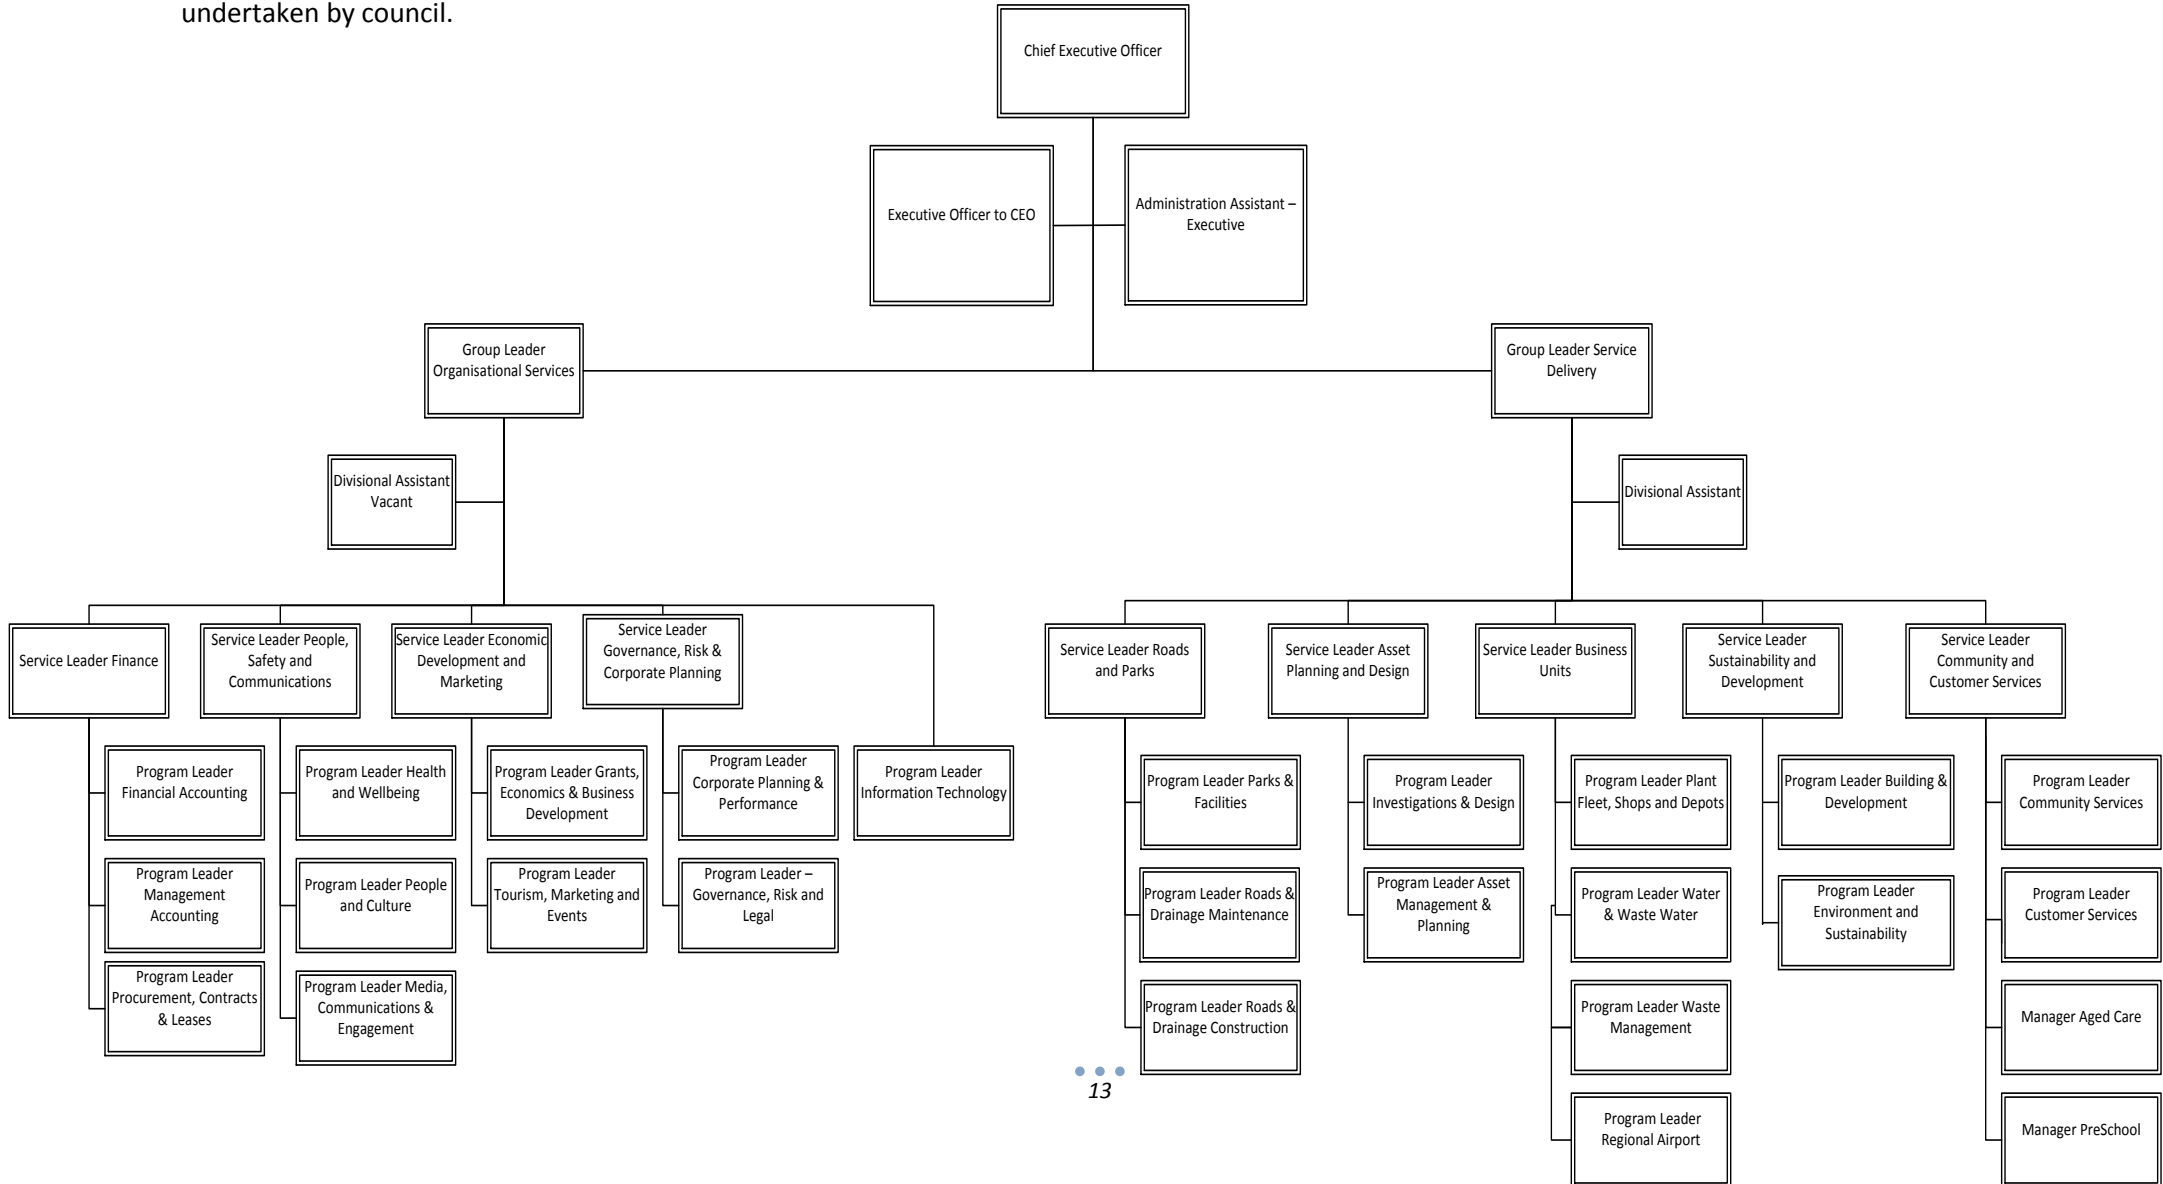 undertaken by council.
Chief Executive Officer
Executive Officer to CEO
Administration Assistant –
Executive
Group Leader
Organisational Services
Group Leader Service
Delivery
Divisional Assistant
Vacant
Divisional Assistant
Service Leader Finance
Service Leader People,
Safety and
Communications
Service Leader Economic
Development and
Marketing
Service Leader
Governance, Risk &
Corporate Planning
Service Leader Roads
and Parks
Service Leader Asset
Planning and Design
Service Leader Business
Units
Service Leader
Sustainability and
Development
Service Leader
Community and
Customer Services
Program Leader
Financial Accounting
Program Leader Health
and Wellbeing
Program Leader Grants,
Economics & Business
Development
Program Leader
Corporate Planning &
Performance
Program Leader
Information Technology
Program Leader Parks &
Facilities
Program Leader
Investigations & Design
Program Leader Plant
Fleet, Shops and Depots
Program Leader Building &
Development
Program Leader
Community Services
Program Leader
Management
Accounting
Program Leader People
and Culture
Program Leader
Tourism, Marketing and
Events
Program Leader –
Governance, Risk and
Legal
Program Leader Roads &
Drainage Maintenance
Program Leader Asset
Management &
Planning
Program Leader Water
& Waste Water
Program Leader
Environment and
Sustainability
Program Leader
Customer Services
Program Leader
Procurement, Contracts
& Leases
Program Leader Media,
Communications &
Engagement
Program Leader Roads &
Drainage Construction
Program Leader Waste
Management
Manager Aged Care
Program Leader
Regional Airport
Manager PreSchool
13